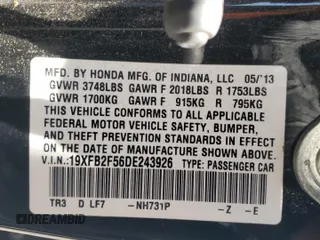 MFD. BY HONDA MFG. OF INDIANA, LLC 05/'13
GVWR 3748LBS GAWR F 2018LBS R 1753LBS
GVWR 1700KG GAWR F 915KG R 795KG
THIS VEHICLE CONFORMS TO ALL APPLICABLE
FEDERAL MOTOR VEHICLE SAFETY, BUMPER,
AND THEFT PREVENTION STANDARDS IN EFFECT
ON THE DATE OF MANUFACTURE SHOWN ABOVE.
V.I.N.:19XFB2F56DE243926 TYPE: PASSENGER CAR
TR3 D LF7 -NH731P -Z -E
DREAMBID